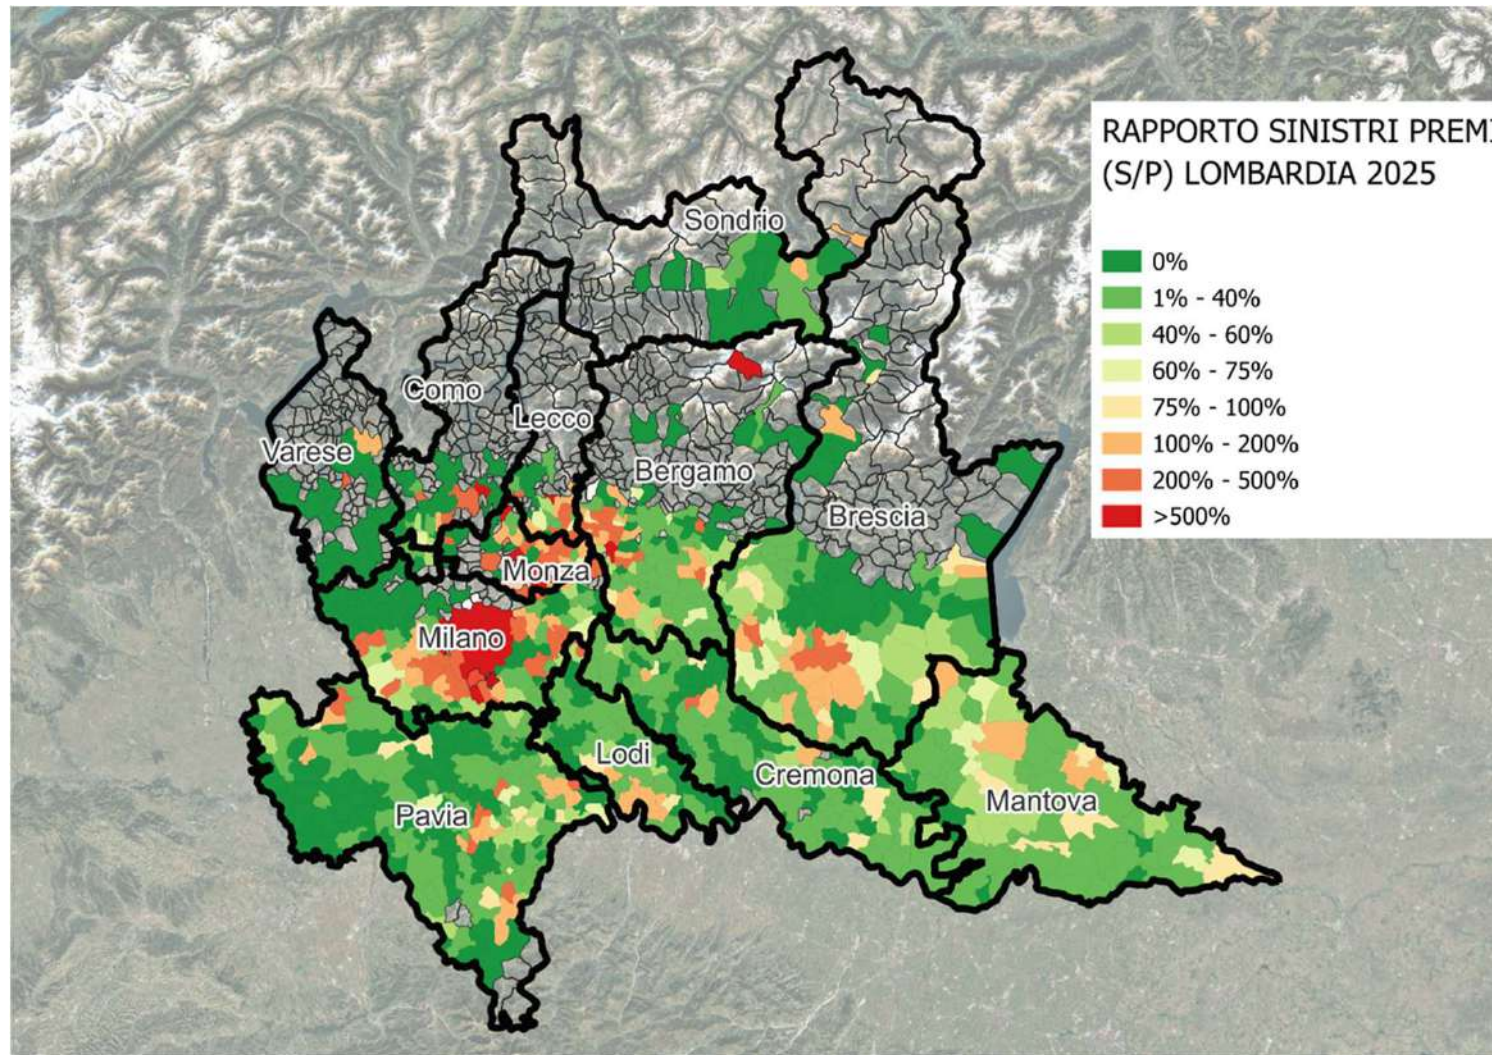 RAPPORTO SINISTRI PREMI
(S/P) LOMBARDIA 2025
0%
1% - 40%
40% - 60%
60% - 75%
75% - 100%
100% - 200%
200% - 500%
>500%
Sondrio
Como
Lecco
Varese
Bergamo
Brescia
Monza
Milano
Lodi
Cremona
Pavia
Mantova